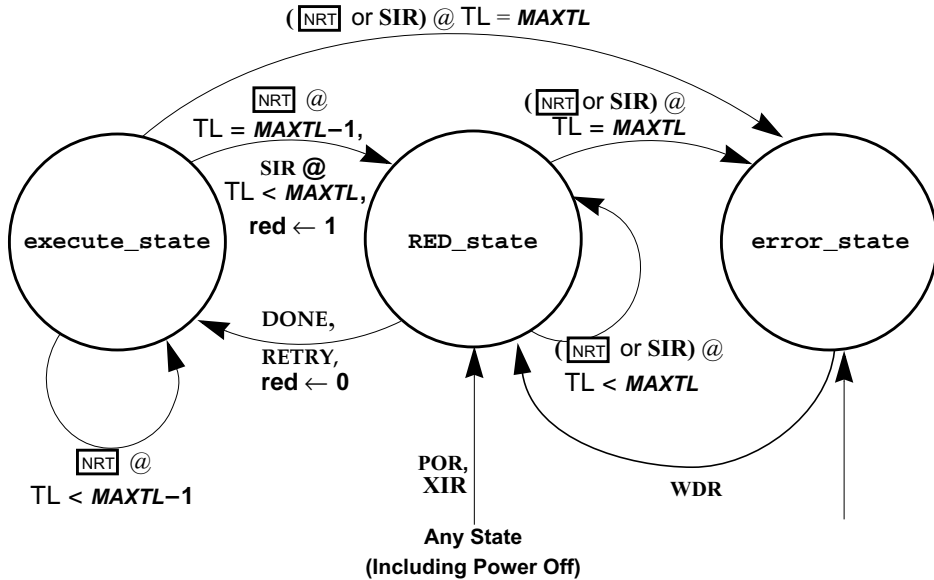 (NRT or SIR) @ TL = MAXTL
NRT @
TL = MAXTL–1,
SIR @
TL < MAXTL,
red ← 1
(NRT or SIR) @
TL = MAXTL
execute_state
RED_state
error_state
DONE,
RETRY,
red ← 0
(NRT or SIR) @
TL < MAXTL
NRT @
TL < MAXTL–1
POR,
XIR
WDR
Any State
(Including Power Off)